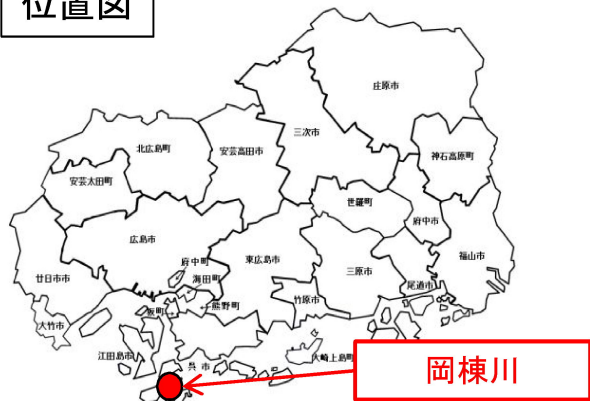 位置図
庄原市
三次市
北広島町
安芸高田市
神石高原町
安芸太田町
世羅町
府中市
広島市
東広島市
三原市
福山市
府中町
海田町
廿日市市
尾道市
竹原市
熊野町
坂町
大竹市
江田島市
大崎上島町
呉市
岡棟川